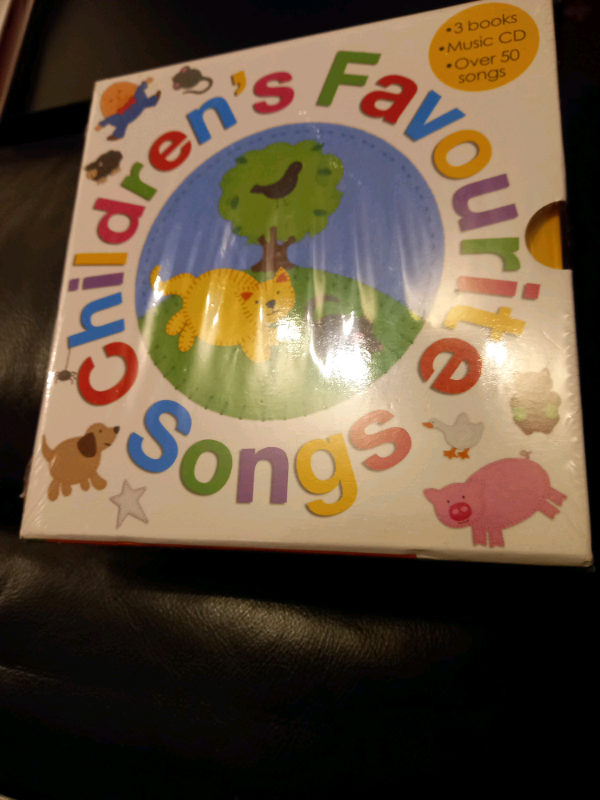 •3 books
•Music CD
•Over 50
songs
Children's Favourite
Songs